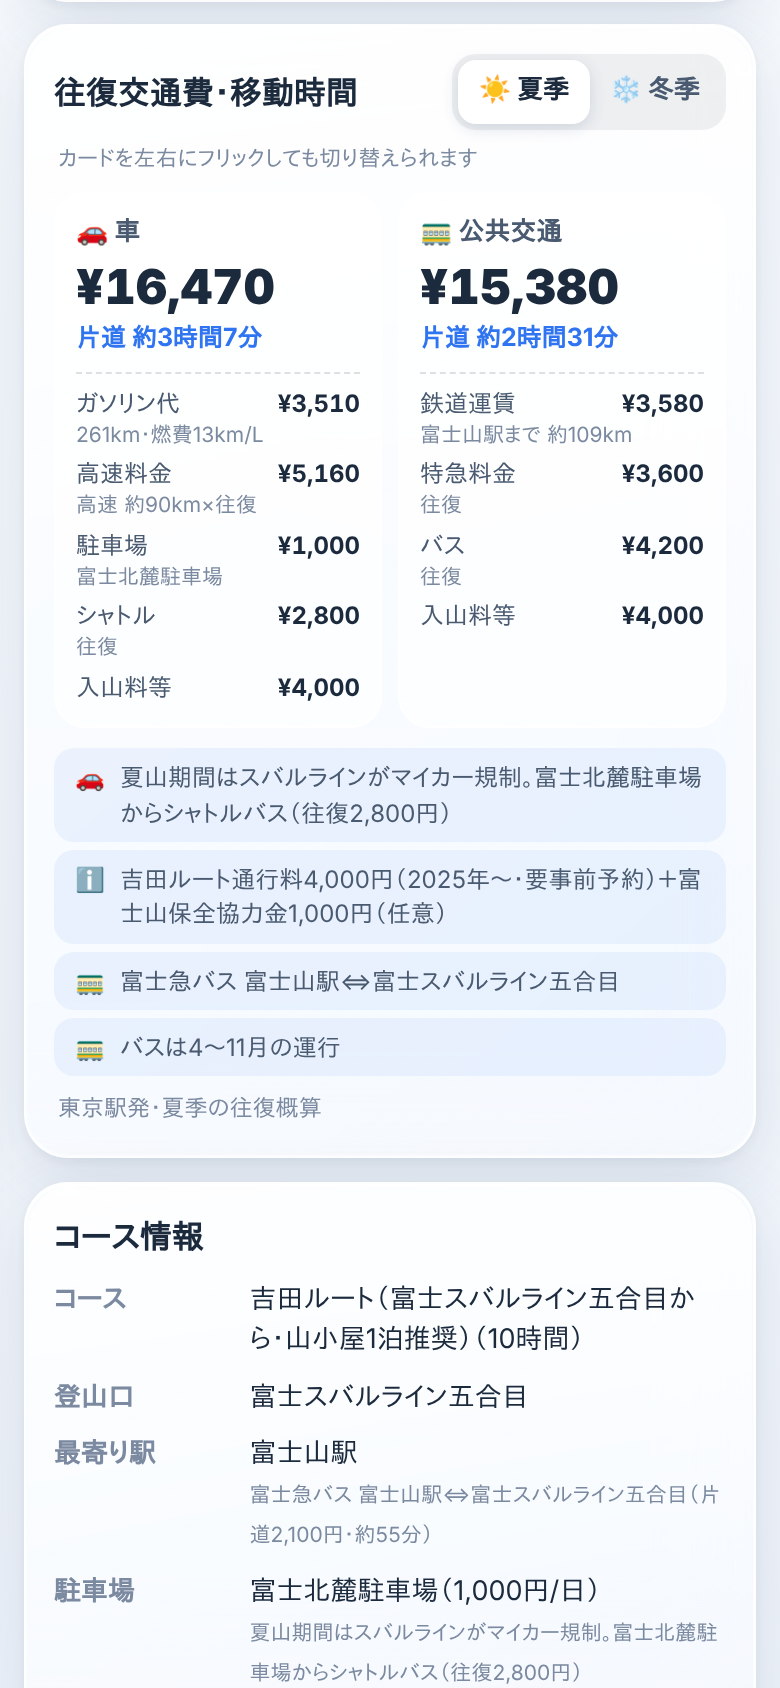 往復交通費・移動時間
☀️ 夏季
❄️ 冬季
カードを左右にフリックしても切り替えられます
🚗 車
¥16,470
片道 約3時間7分
ガソリン代 ¥3,510
261km・燃費13km/L
高速料金 ¥5,160
高速 約90km×往復
駐車場 ¥1,000
富士北麓駐車場
シャトル ¥2,800
往復
入山料等 ¥4,000
🚃 公共交通
¥15,380
片道 約2時間31分
鉄道運賃 ¥3,580
富士山駅まで 約109km
特急料金 ¥3,600
往復
バス ¥4,200
往復
入山料等 ¥4,000
🚗 夏山期間はスバルラインがマイカー規制。富士北麓駐車場
からシャトルバス（往復2,800円）
ℹ️ 吉田ルート通行料4,000円（2025年〜・要事前予約）＋富
士山保全協力金1,000円（任意）
🚃 富士急バス 富士山駅⇔富士スバルライン五合目
🚃 バスは4〜11月の運行
東京駅発・夏季の往復概算
コース情報
コース 吉田ルート（富士スバルライン五合目か
ら・山小屋1泊推奨）（10時間）
登山口 富士スバルライン五合目
最寄り駅 富士山駅
富士急バス 富士山駅⇔富士スバルライン五合目（片
道2,100円・約55分）
駐車場 富士北麓駐車場（1,000円/日）
夏山期間はスバルラインがマイカー規制。富士北麓駐
車場からシャトルバス（往復2,800円）